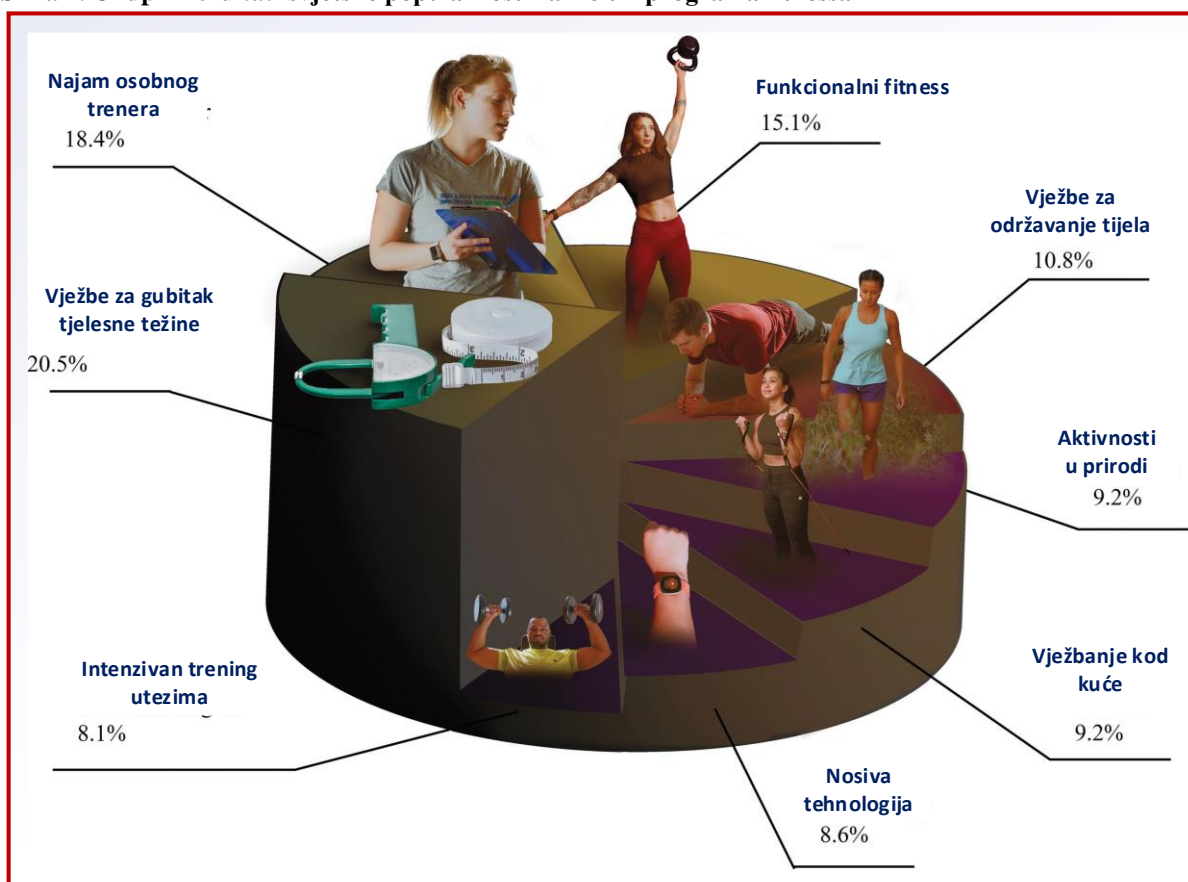 Najam osobnog
trenera
18.4%
Funkcionalni fitness
15.1%
Vježbe za
održavanje tijela
10.8%
Vježbe za gubitak
tjelesne težine
20.5%
Aktivnosti
u prirodi
9.2%
Intenzivan trening
utezima
8.1%
Vježbanje kod
kuće
9.2%
Nosiva
tehnologija
8.6%